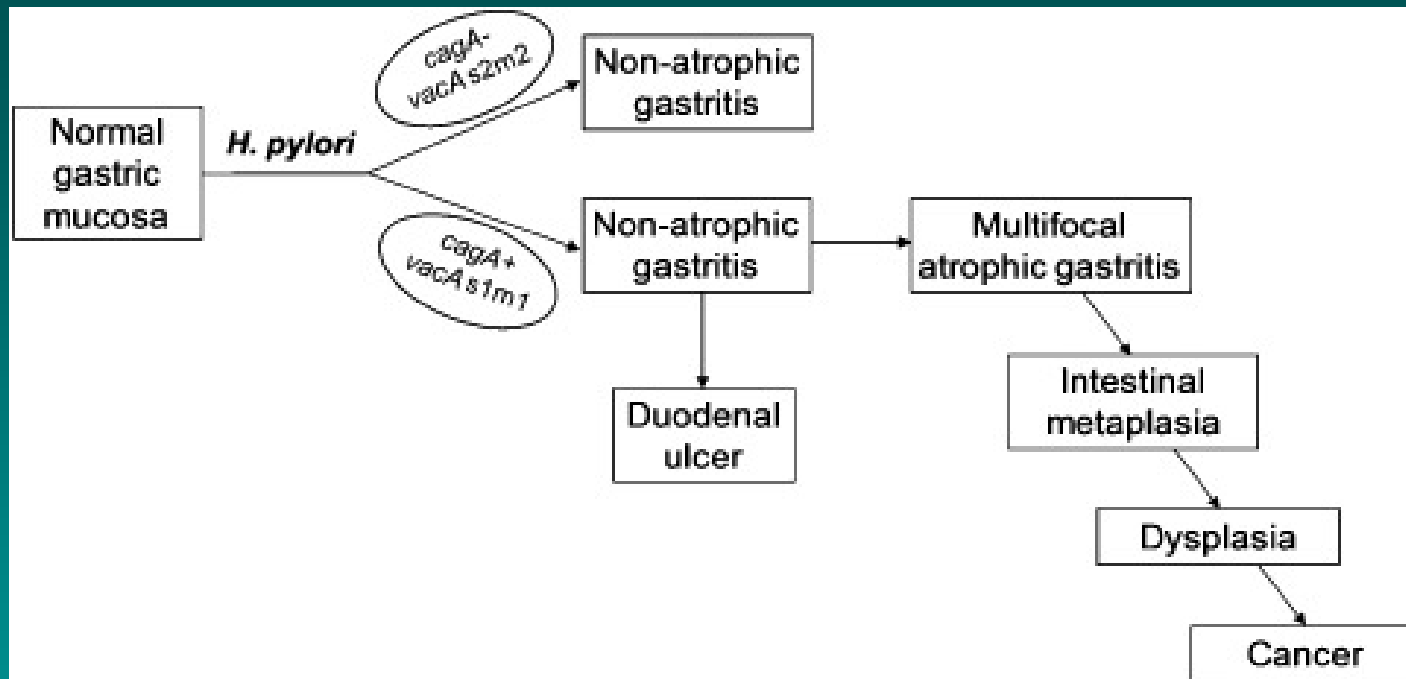 cagA-
vacA s2m2
Non-atrophic
gastritis
Normal
gastric
mucosa
H. pylori
cagA+
vacA s1m1
Non-atrophic
gastritis
Multifocal
atrophic gastritis
Duodenal
ulcer
Intestinal
metaplasia
Dysplasia
Cancer